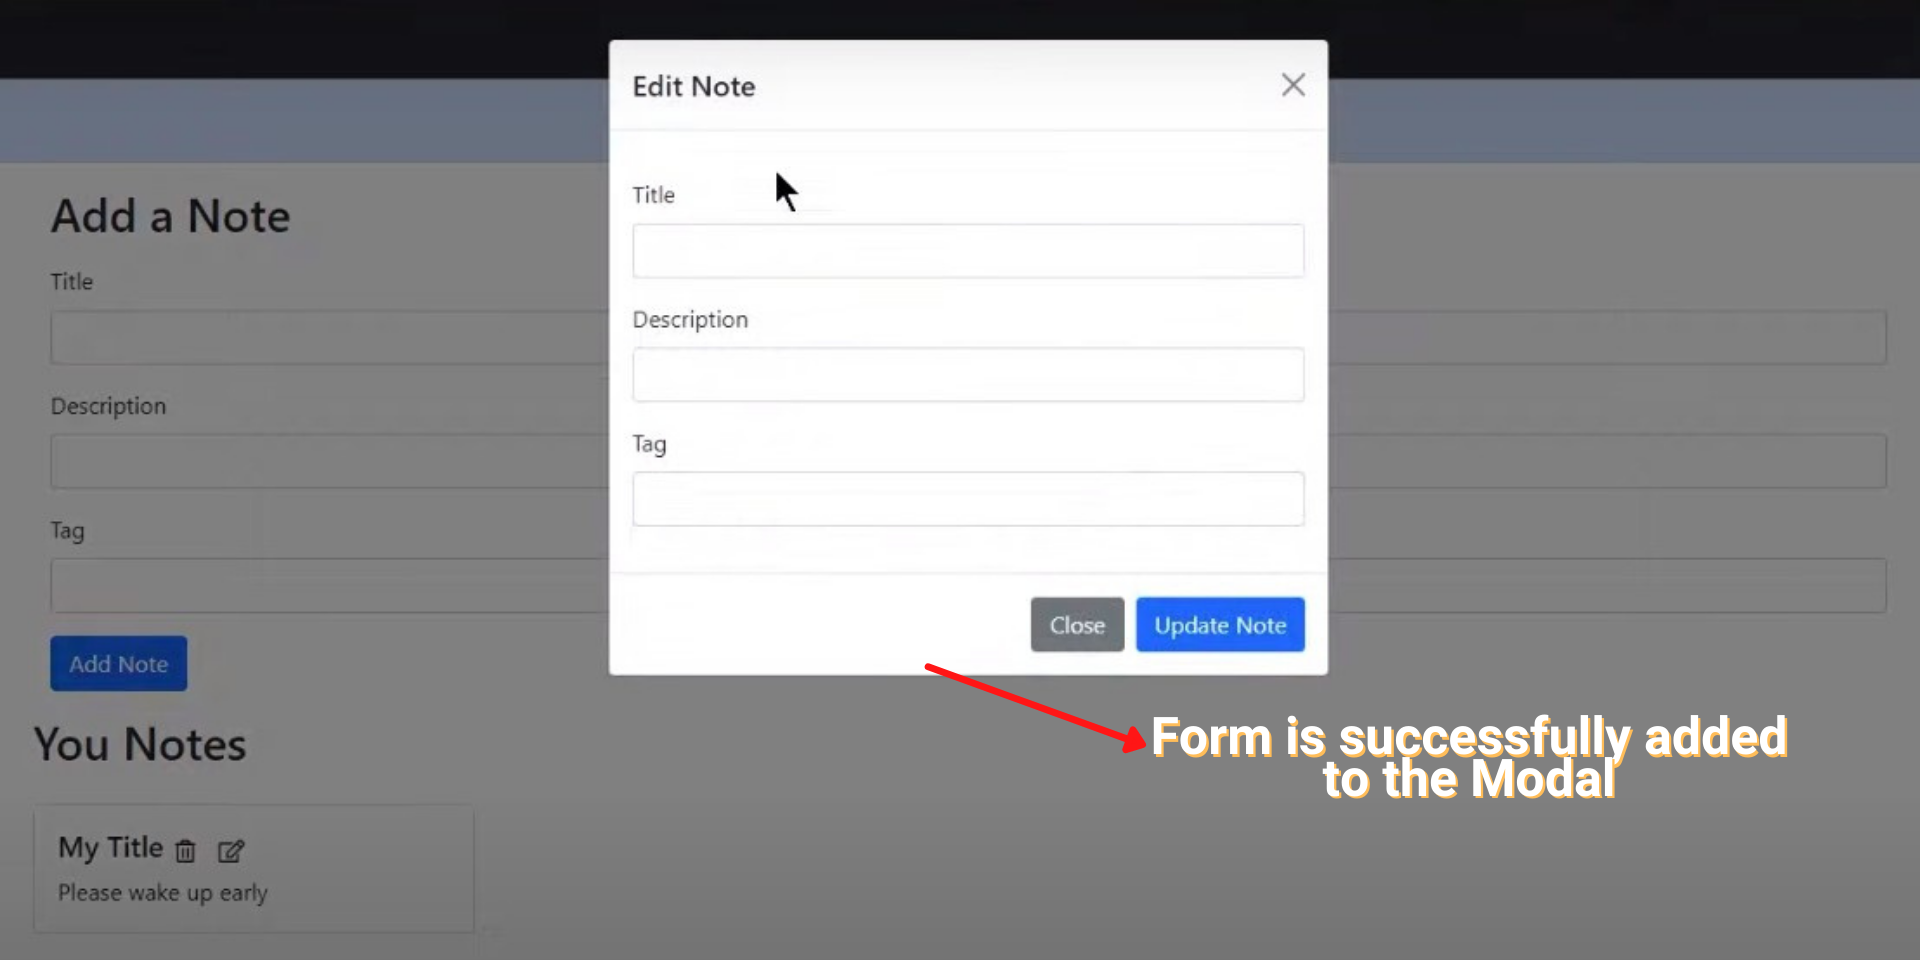 Edit Note
Title
Description
Tag
Close
Update Note
Add a Note
Title
Description
Tag
Add Note
You Notes
My Title
Please wake up early
Form is successfully added
to the Modal